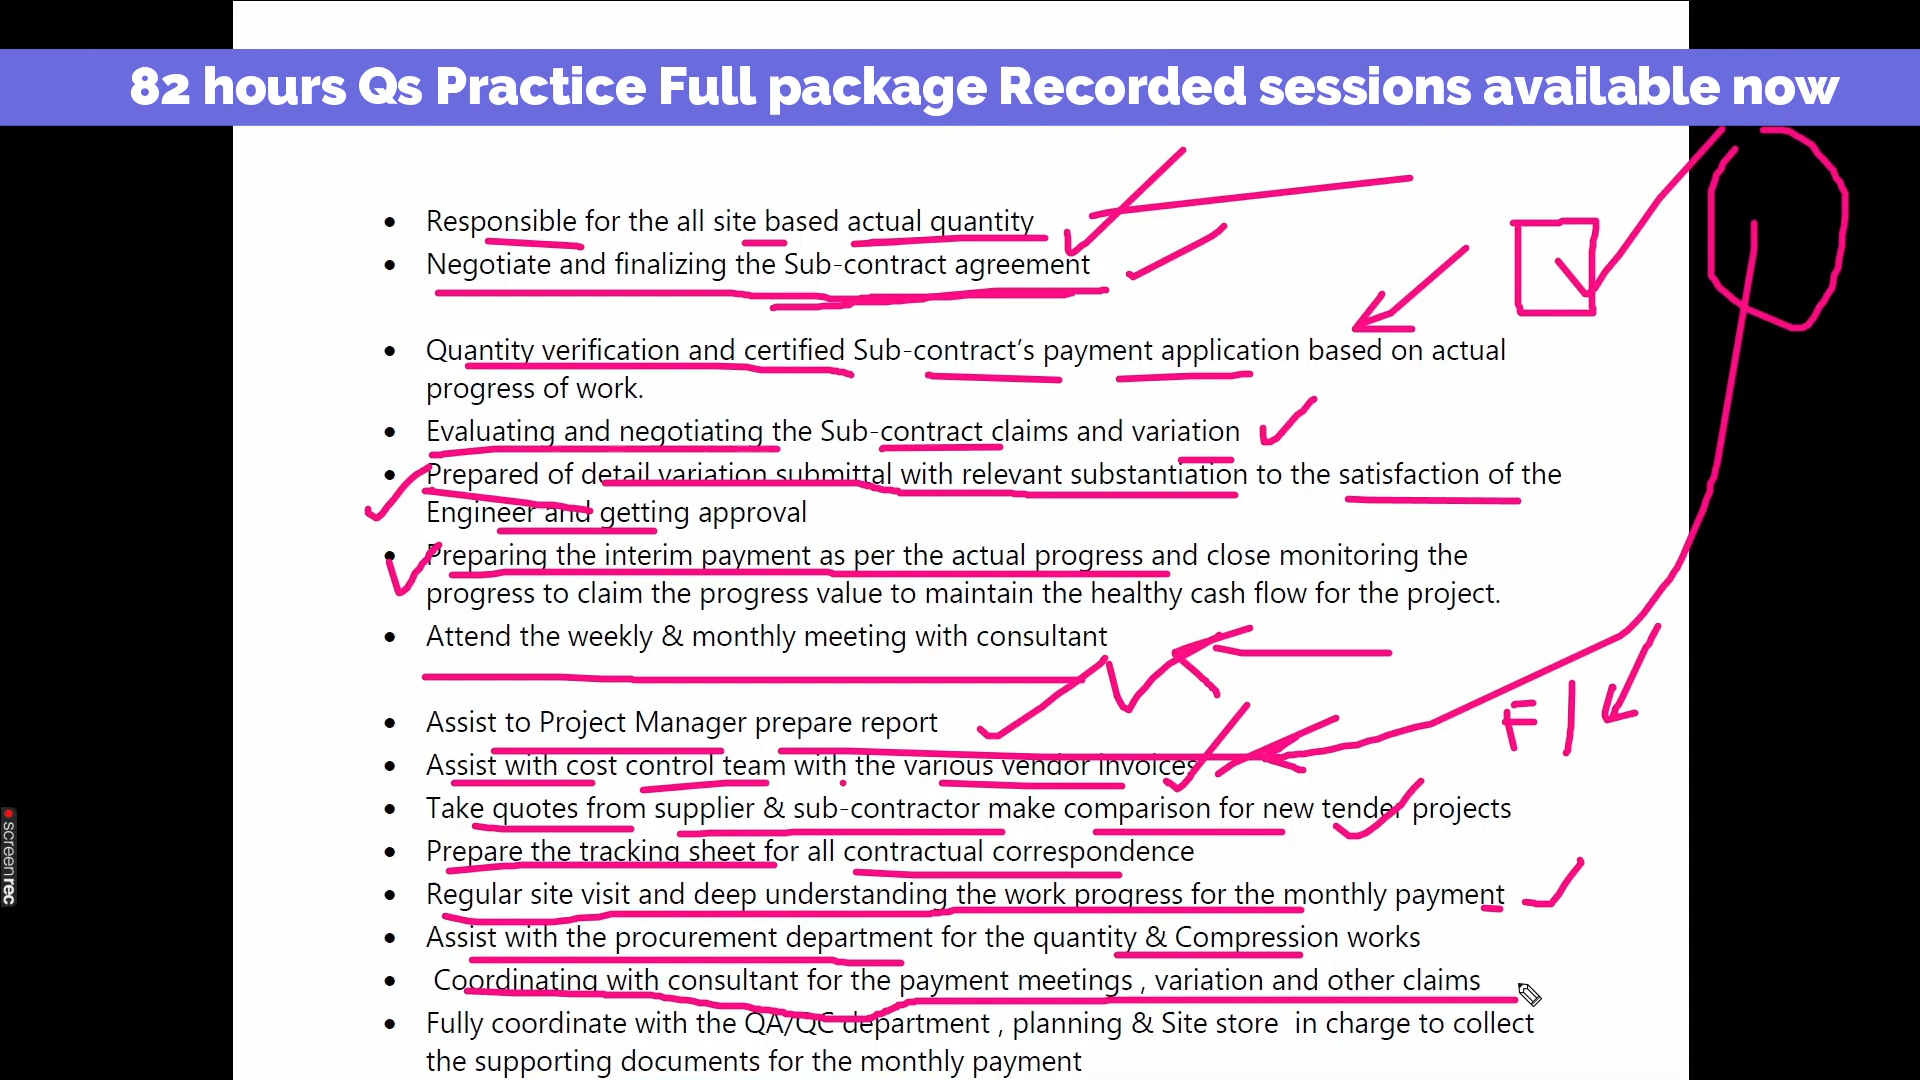 82 hours Qs Practice Full package Recorded sessions available now
• Responsible for the all site based actual quantity
• Negotiate and finalizing the Sub-contract agreement
• Quantity verification and certified Sub-contract's payment application based on actual
progress of work.
• Evaluating and negotiating the Sub-contract claims and variation
• Prepared of detail variation submittal with relevant substantiation to the satisfaction of the
Engineer and getting approval
• Preparing the interim payment as per the actual progress and close monitoring the
progress to claim the progress value to maintain the healthy cash flow for the project.
• Attend the weekly & monthly meeting with consultant
• Assist to Project Manager prepare report
F
• Assist with cost control team with the various vendor invoices
• Take quotes from supplier & sub-contractor make comparison for new tender projects
• Prepare the tracking sheet for all contractual correspondence
• Regular site visit and deep understanding the work progress for the monthly payment
• Assist with the procurement department for the quantity & Compression works
• Coordinating with consultant for the payment meetings , variation and other claims
• Fully coordinate with the QA/QC department , planning & Site store in charge to collect
the supporting documents for the monthly payment
screenrec